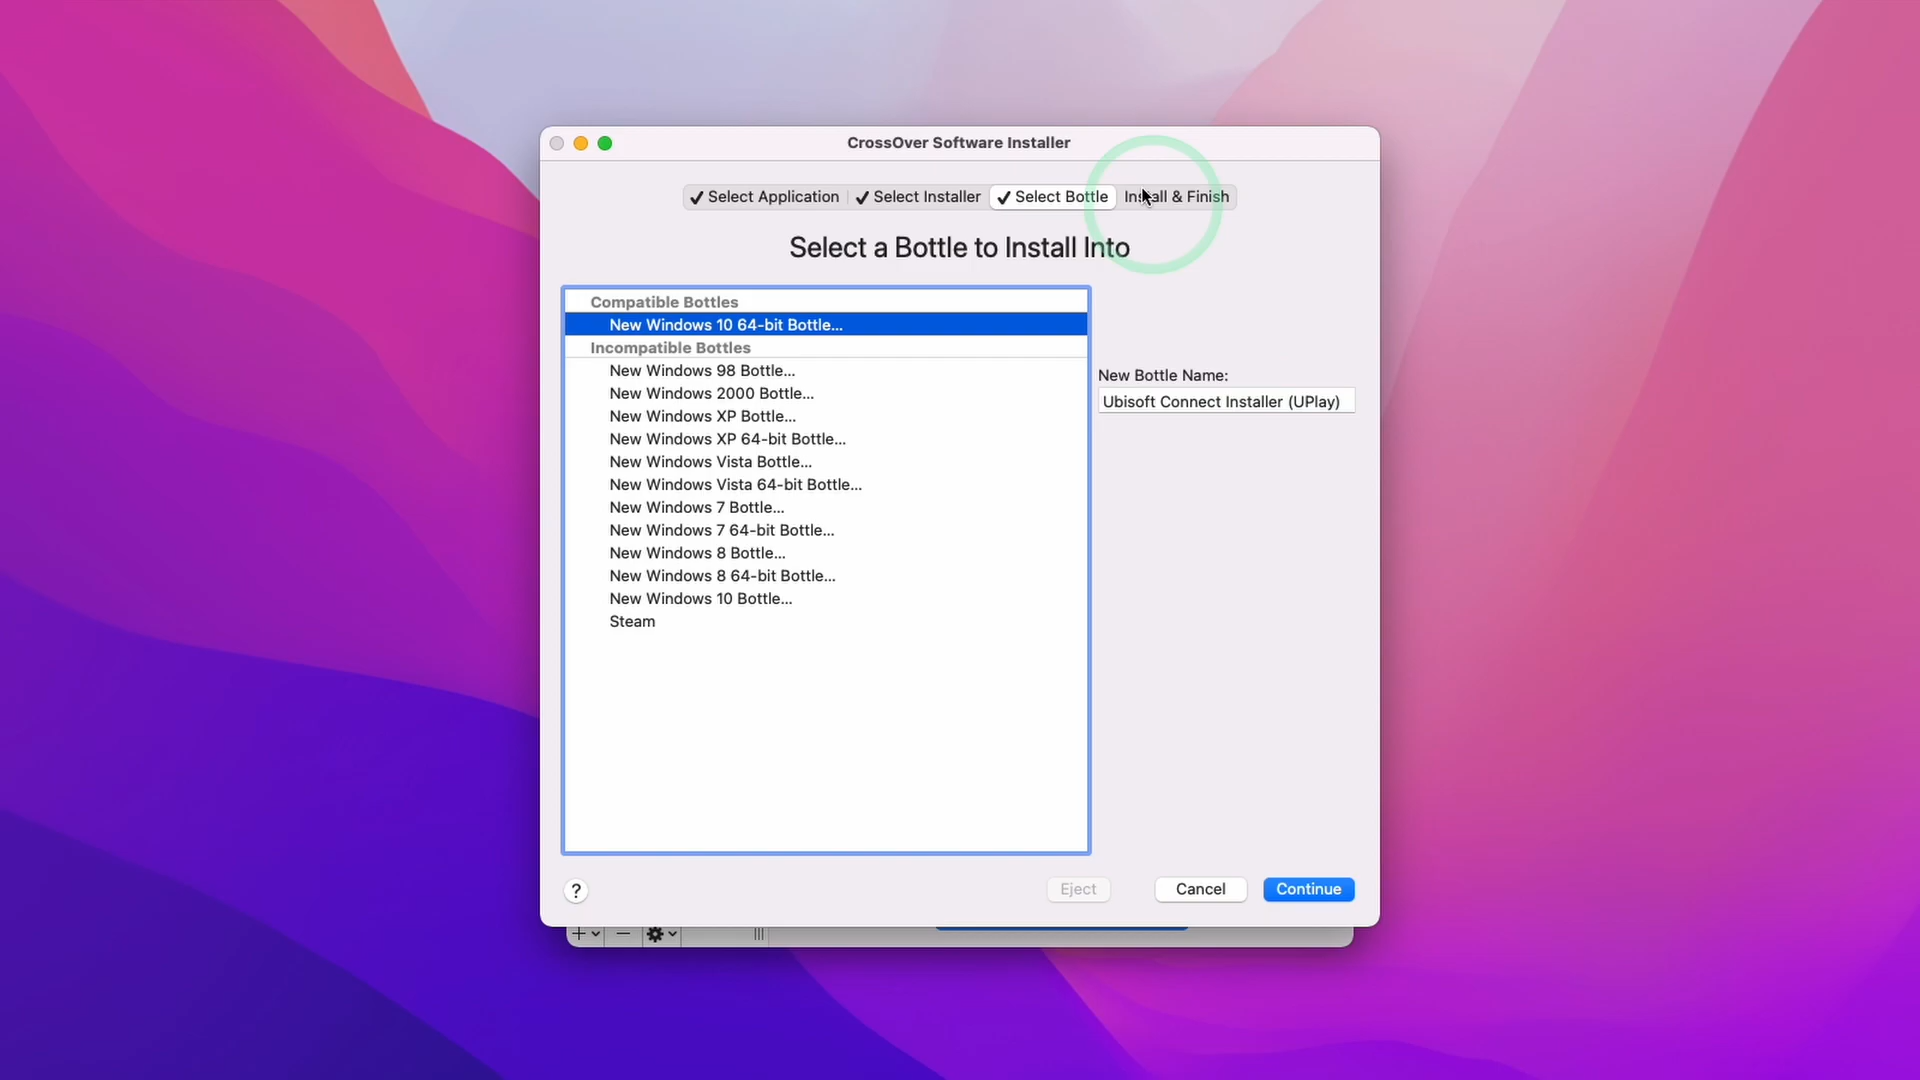 CrossOver Software Installer
✓ Select Application ✓ Select Installer ✓ Select Bottle Install & Finish
Select a Bottle to Install Into
Compatible Bottles
New Windows 10 64-bit Bottle...
Incompatible Bottles
New Windows 98 Bottle...
New Windows 2000 Bottle...
New Windows XP Bottle...
New Windows XP 64-bit Bottle...
New Windows Vista Bottle...
New Windows Vista 64-bit Bottle...
New Windows 7 Bottle...
New Windows 7 64-bit Bottle...
New Windows 8 Bottle...
New Windows 8 64-bit Bottle...
New Windows 10 Bottle...
Steam
New Bottle Name:
Ubisoft Connect Installer (UPlay)
? Eject Cancel Continue